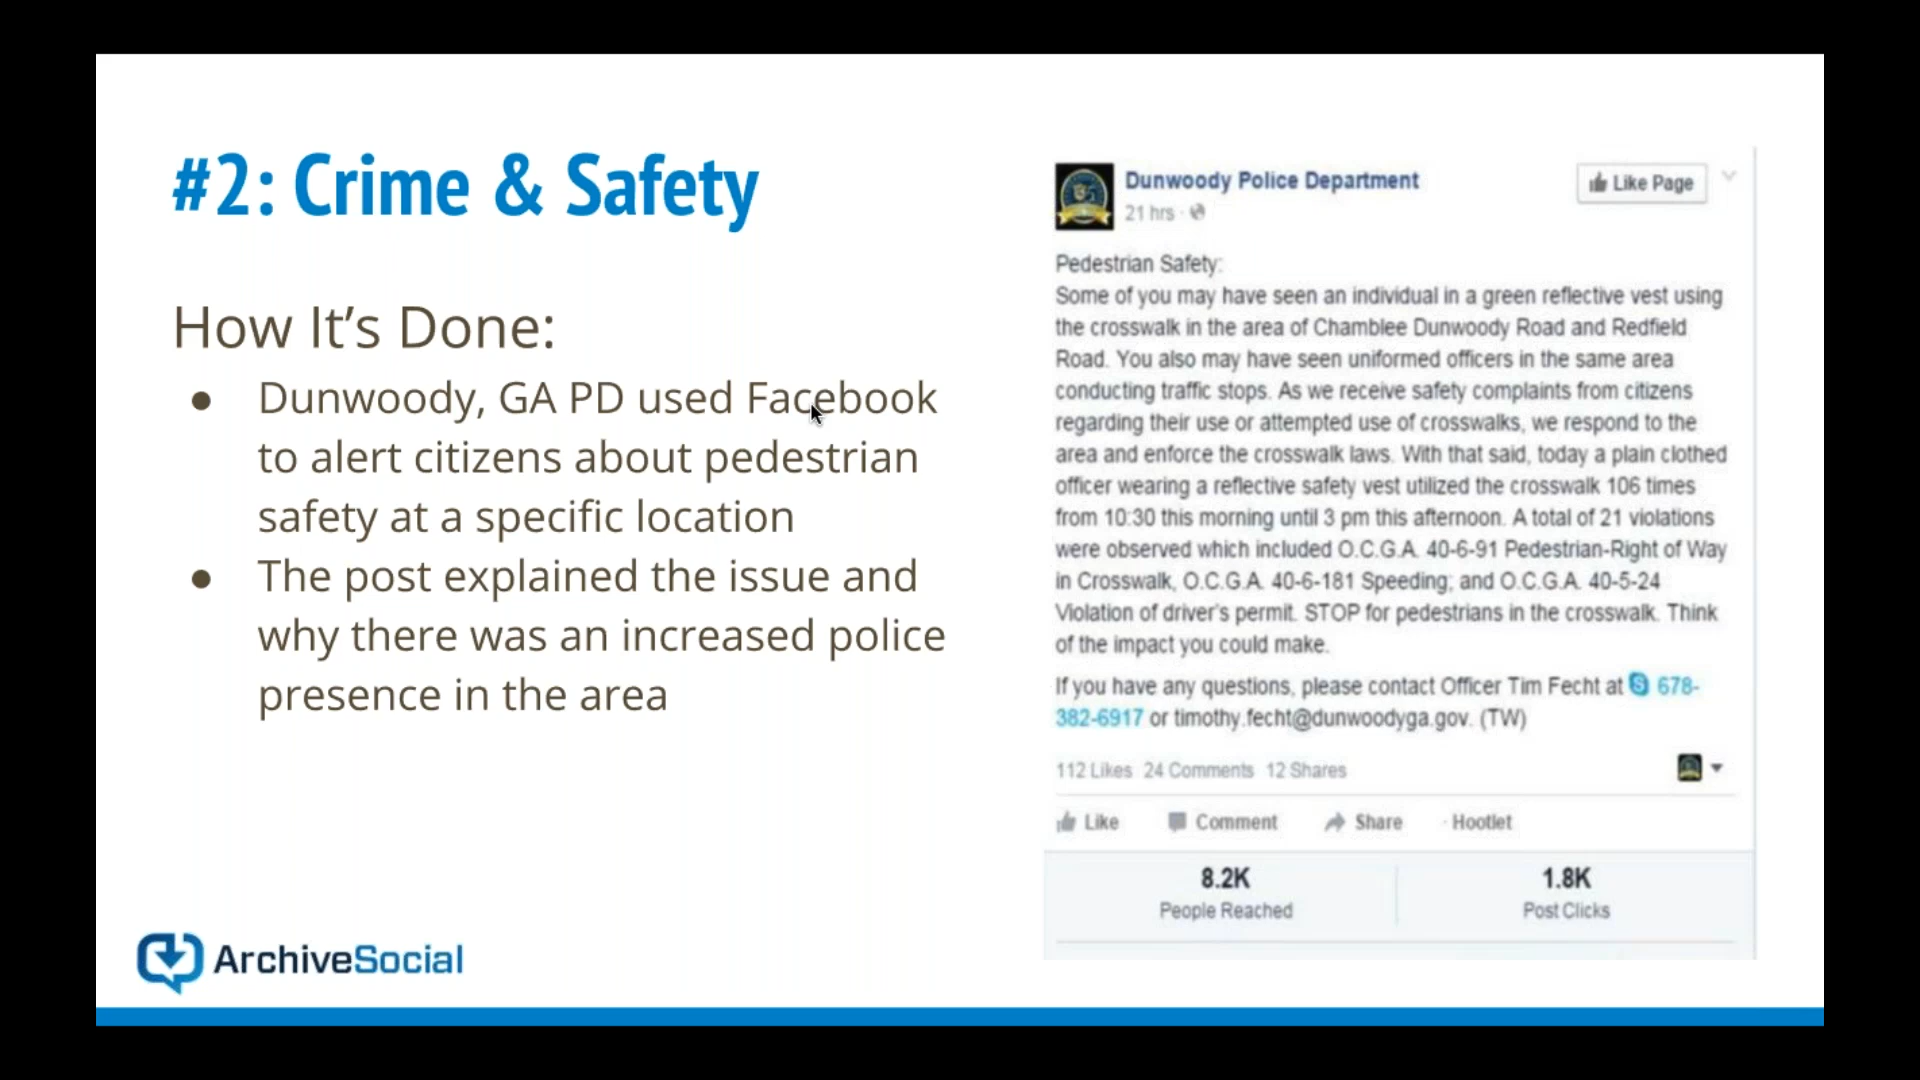 #2: Crime & Safety
How It’s Done:
● Dunwoody, GA PD used Facebook
to alert citizens about pedestrian
safety at a specific location
● The post explained the issue and
why there was an increased police
presence in the area
ArchiveSocial
Dunwoody Police Department
Like Page
21 hrs ·
Pedestrian Safety:
Some of you may have seen an individual in a green reflective vest using
the crosswalk in the area of Chamblee Dunwoody Road and Redfield
Road. You also may have seen uniformed officers in the same area
conducting traffic stops. As we receive safety complaints from citizens
regarding their use or attempted use of crosswalks, we respond to the
area and enforce the crosswalk laws. With that said, today a plain clothed
officer wearing a reflective safety vest utilized the crosswalk 106 times
from 10:30 this morning until 3 pm this afternoon. A total of 21 violations
were observed which included O.C.G.A. 40-6-91 Pedestrian-Right of Way
in Crosswalk, O.C.G.A. 40-6-181 Speeding; and O.C.G.A. 40-5-24
Violation of driver's permit. STOP for pedestrians in the crosswalk. Think
of the impact you could make.
If you have any questions, please contact Officer Tim Fecht at 678-
382-6917 or timothy.fecht@dunwoodyga.gov. (TW)
112 Likes 24 Comments 12 Shares
Like Comment Share · Hootlet
8.2K 1.8K
People Reached Post Clicks